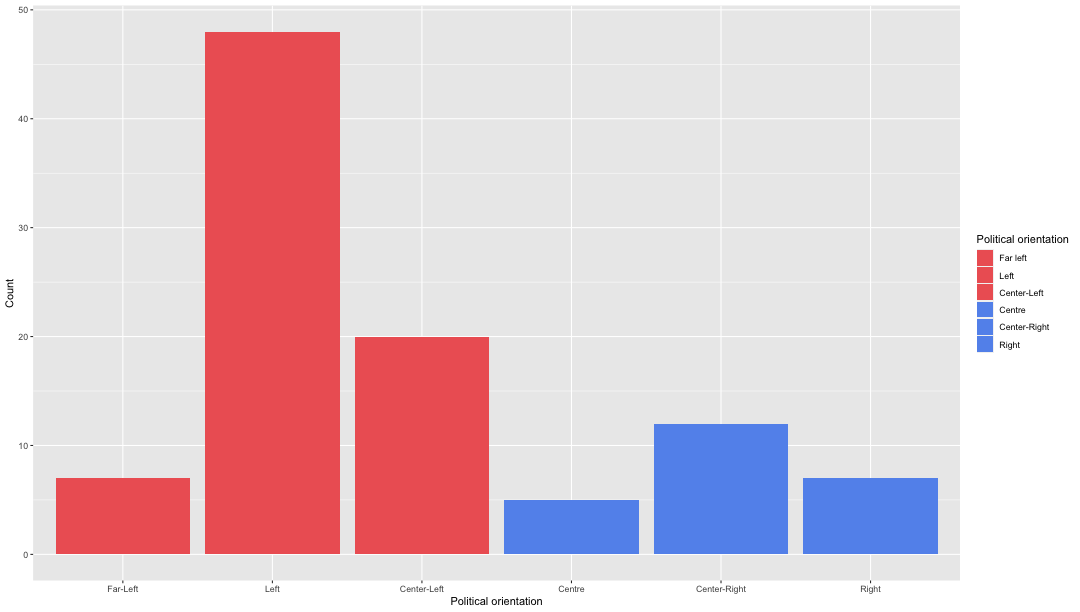 50
40
30
20
10
0
Count
Far-Left
Left
Center-Left
Centre
Center-Right
Right
Political orientation
Political orientation
Far left
Left
Center-Left
Centre
Center-Right
Right